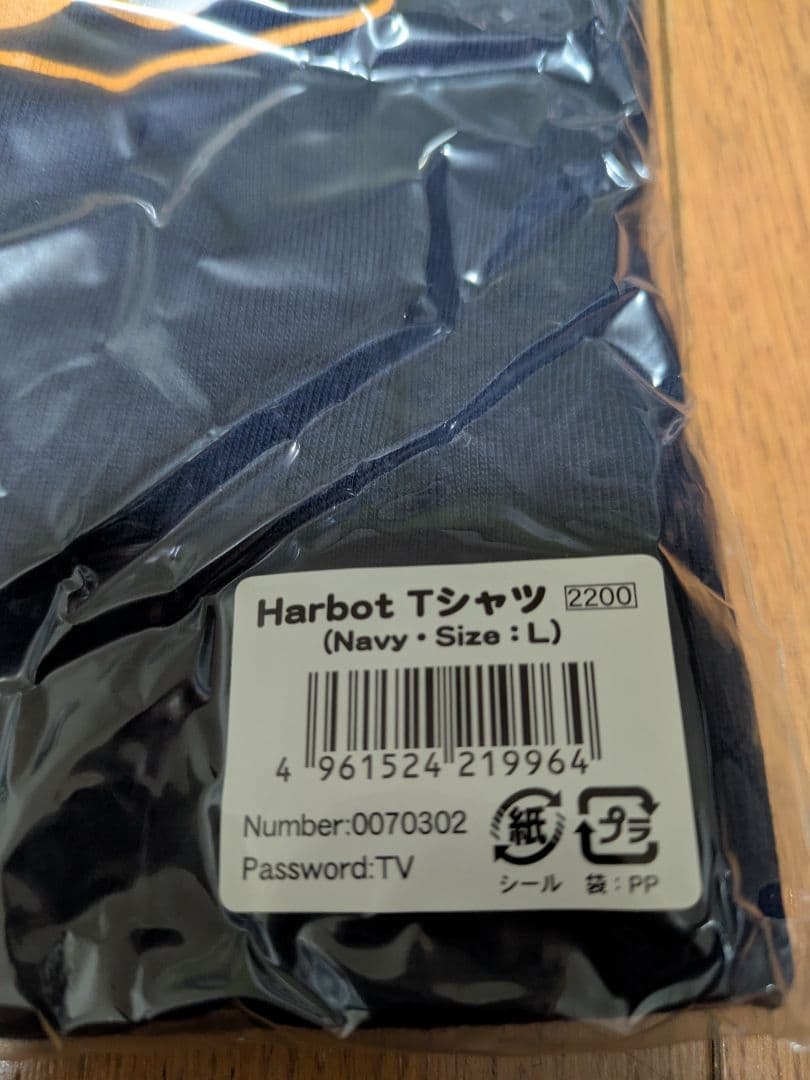 Harbot Tシャツ 2200
(Navy・Size：L)
4 961524 219964
Number:0070302
Password:TV
紙 プラ
シール 袋：PP